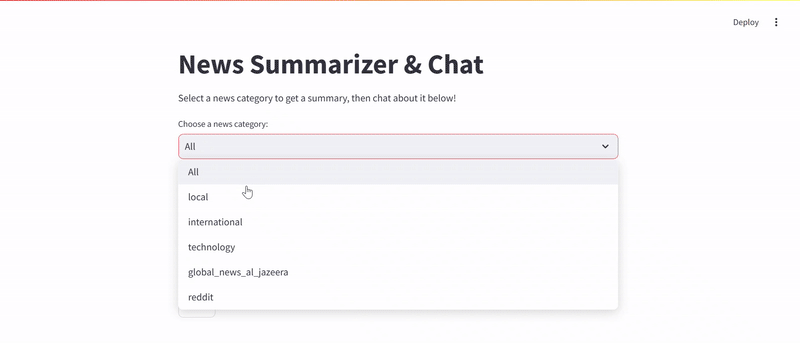 Deploy
News Summarizer & Chat
Select a news category to get a summary, then chat about it below!
Choose a news category:
All
All
local
international
technology
global_news_al_jazeera
reddit